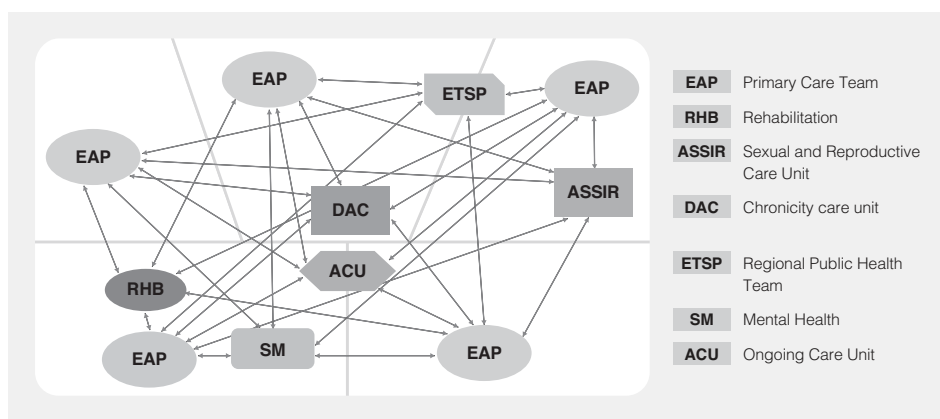 EAP
ETSP
EAP
EAP
ASSIR
DAC
ACU
RHB
EAP
SM
EAP
EAP Primary Care Team
RHB Rehabilitation
ASSIR Sexual and Reproductive
Care Unit
DAC Chronicity care unit
ETSP Regional Public Health
Team
SM Mental Health
ACU Ongoing Care Unit